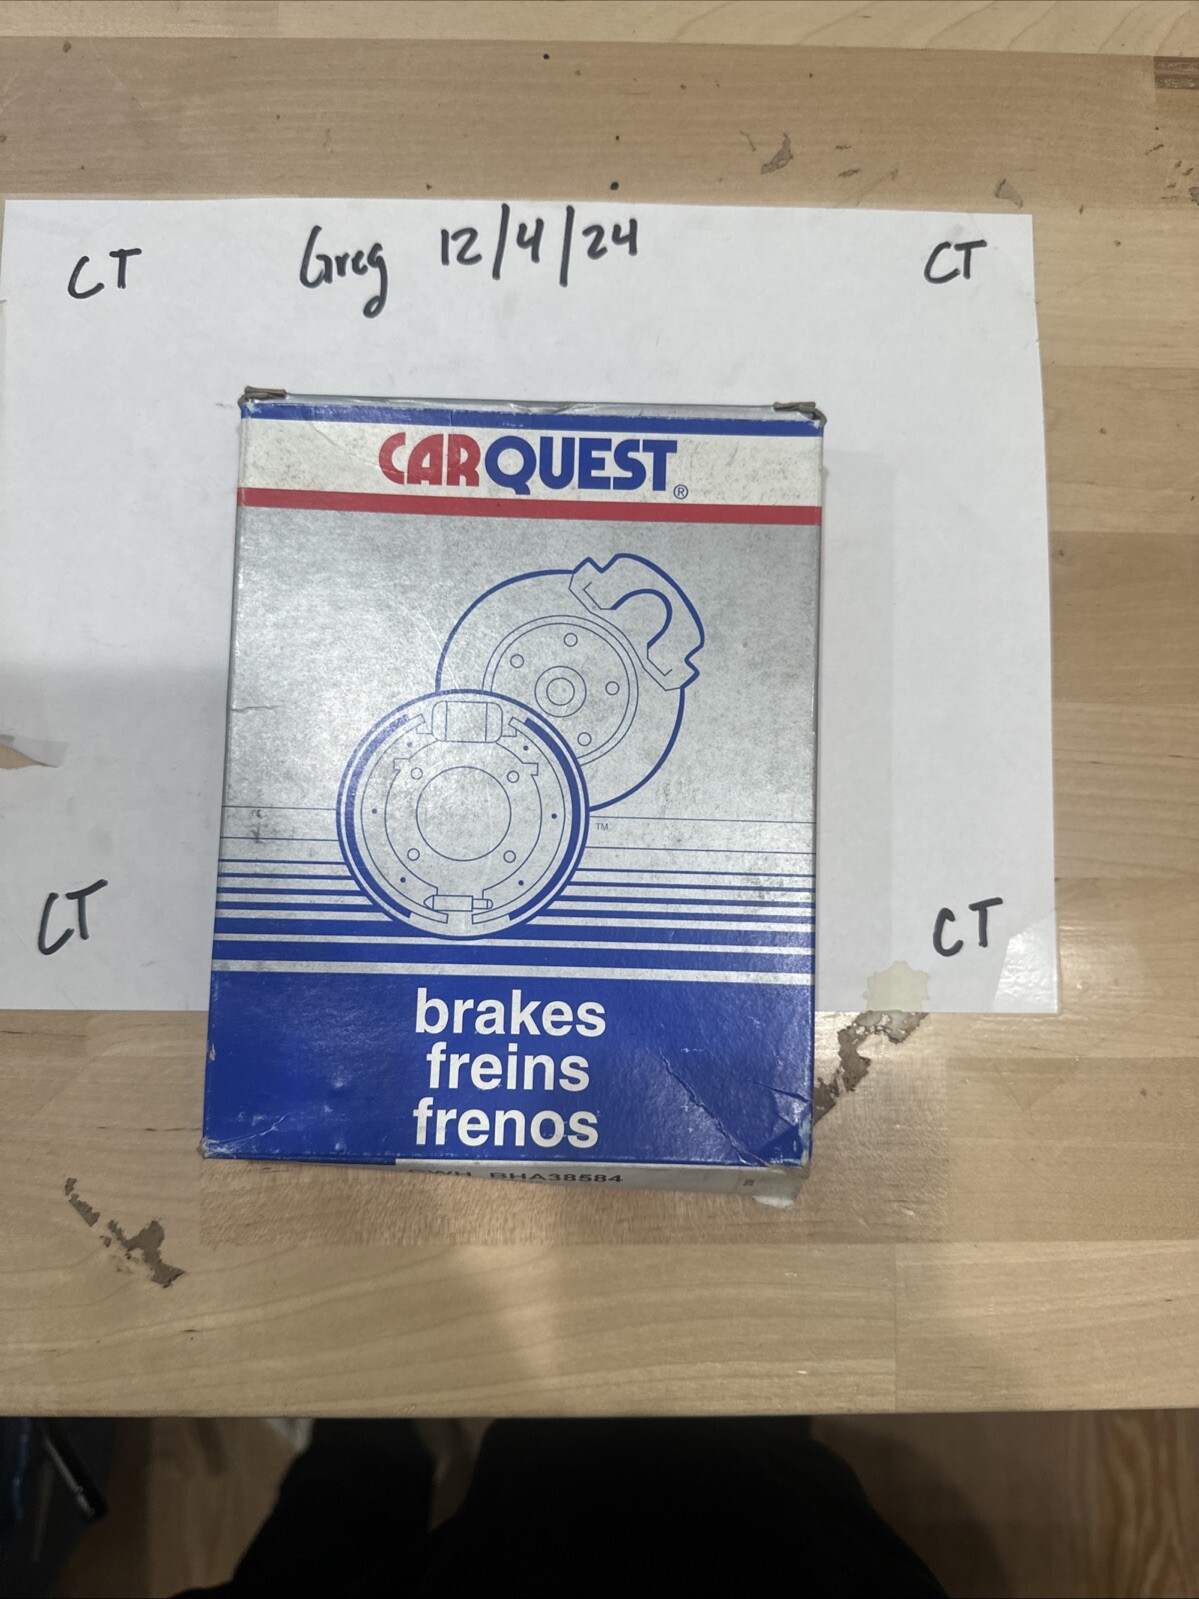 CT Greg 12/4/24 CT
CARQUEST®
TM
brakes
freins
frenos
CT CT
BHA38584